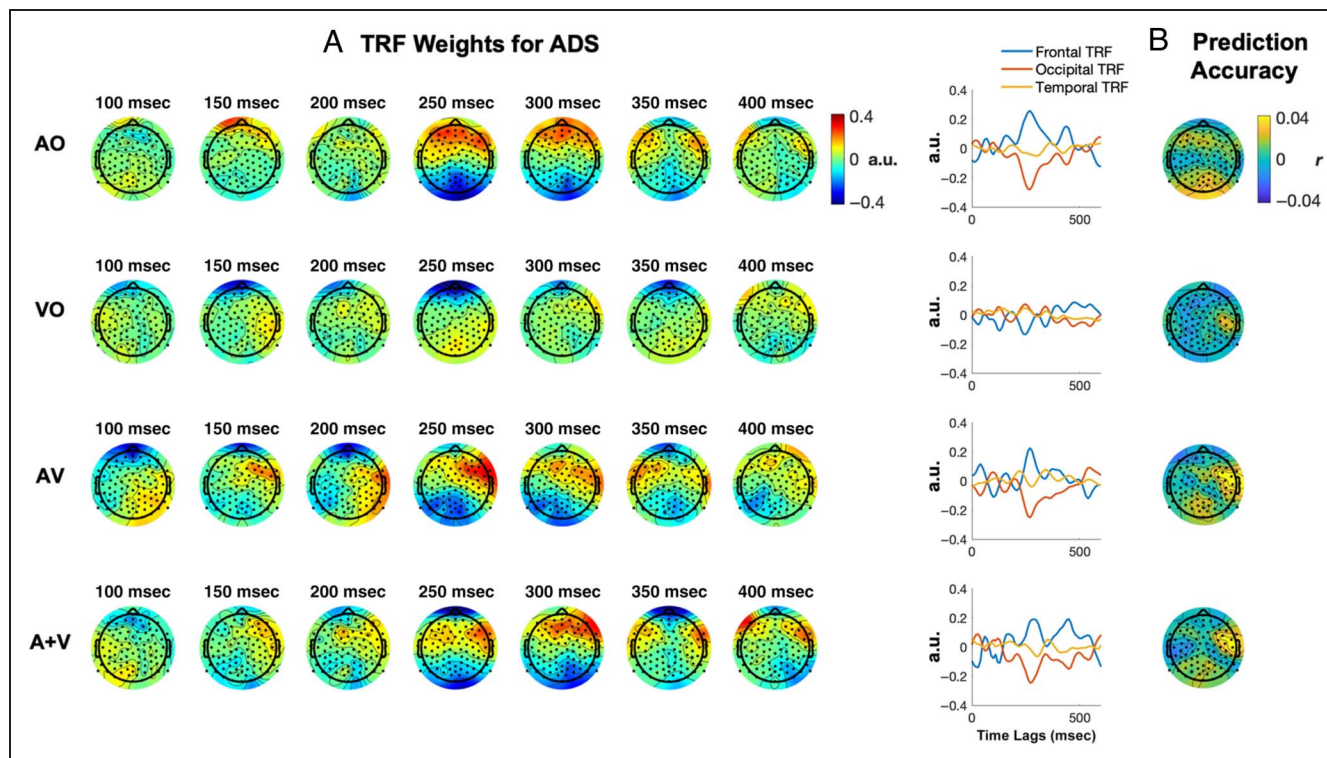 A TRF Weights for ADS
B Prediction
Accuracy
Frontal TRF
Occipital TRF
Temporal TRF
AO
100 msec 150 msec 200 msec 250 msec 300 msec 350 msec 400 msec
0.4
0 a.u.
−0.4
a.u.
0.4
0.2
0
−0.2
−0.4
0 500
0.04
0 r
−0.04
VO
100 msec 150 msec 200 msec 250 msec 300 msec 350 msec 400 msec
a.u.
0.4
0.2
0
−0.2
−0.4
0 500
AV
100 msec 150 msec 200 msec 250 msec 300 msec 350 msec 400 msec
a.u.
0.4
0.2
0
−0.2
−0.4
0 500
A+V
100 msec 150 msec 200 msec 250 msec 300 msec 350 msec 400 msec
a.u.
0.4
0.2
0
−0.2
−0.4
0 500
Time Lags (msec)